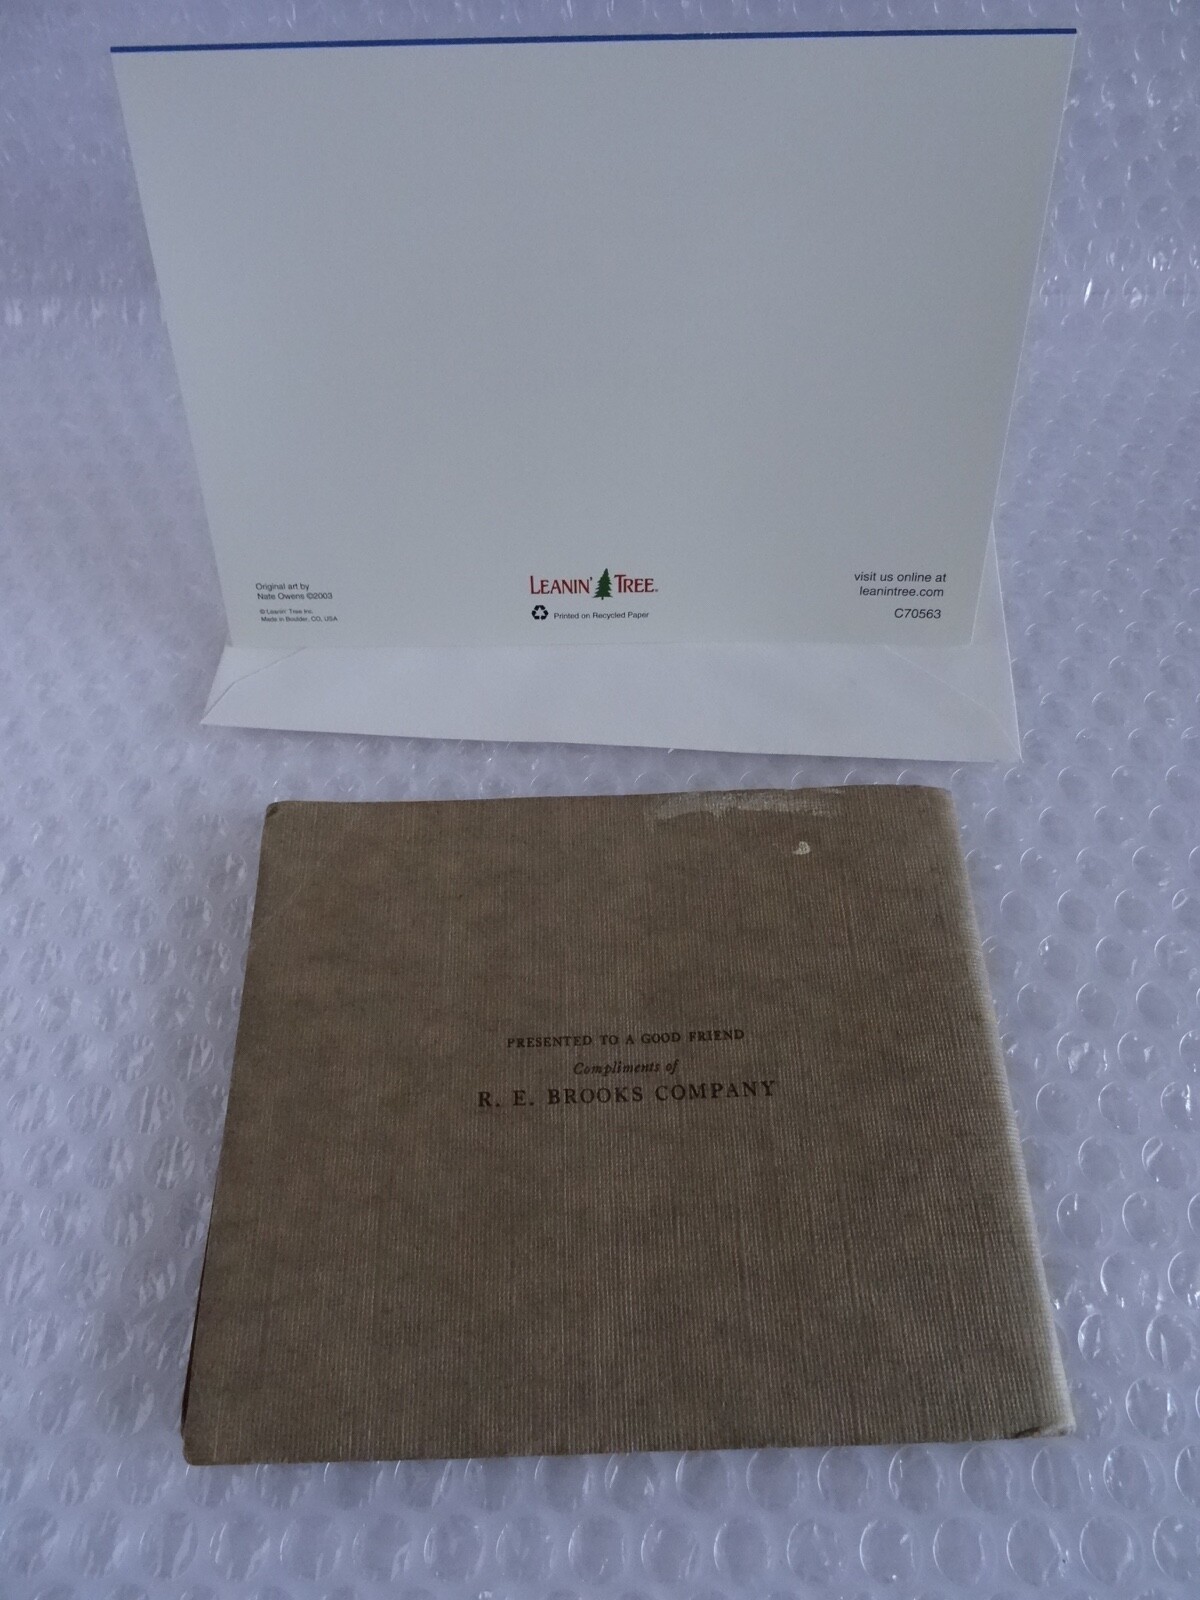 Original art by
Nate Owens ©2003
© Leanin' Tree Inc.
Made in Boulder, CO, USA
LEANIN' TREE®
Printed on Recycled Paper
visit us online at
leanintree.com
C70563
PRESENTED TO A GOOD FRIEND
Compliments of
R. E. BROOKS COMPANY